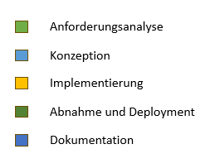 Anforderungsanalyse
Konzeption
Implementierung
Abnahme und Deployment
Dokumentation